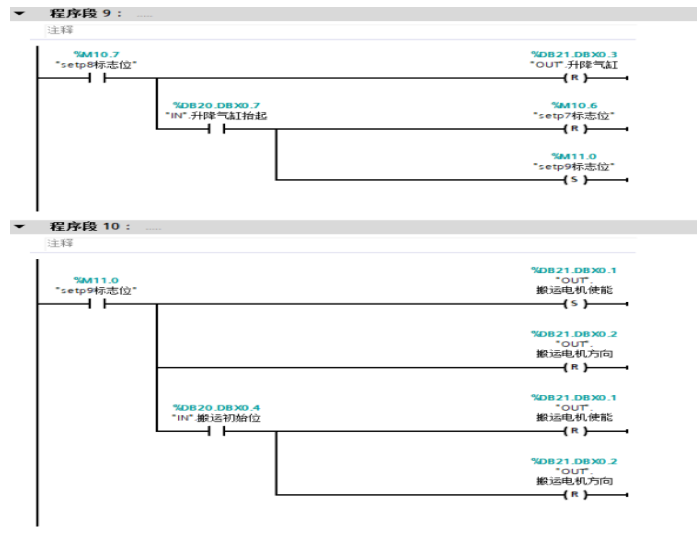 程序段 9： .....
注释
%M10.7
"setp8标志位"
%DB21.DBX0.3
"OUT".升降气缸
( R )
%DB20.DBX0.7
"IN".升降气缸抬起
%M10.6
"setp7标志位"
( R )
%M11.0
"setp9标志位"
( S )
程序段 10： .....
注释
%M11.0
"setp9标志位"
%DB21.DBX0.1
"OUT".
搬运电机使能
( S )
%DB21.DBX0.2
"OUT".
搬运电机方向
( R )
%DB20.DBX0.4
"IN".搬运初始位
%DB21.DBX0.1
"OUT".
搬运电机使能
( R )
%DB21.DBX0.2
"OUT".
搬运电机方向
( R )